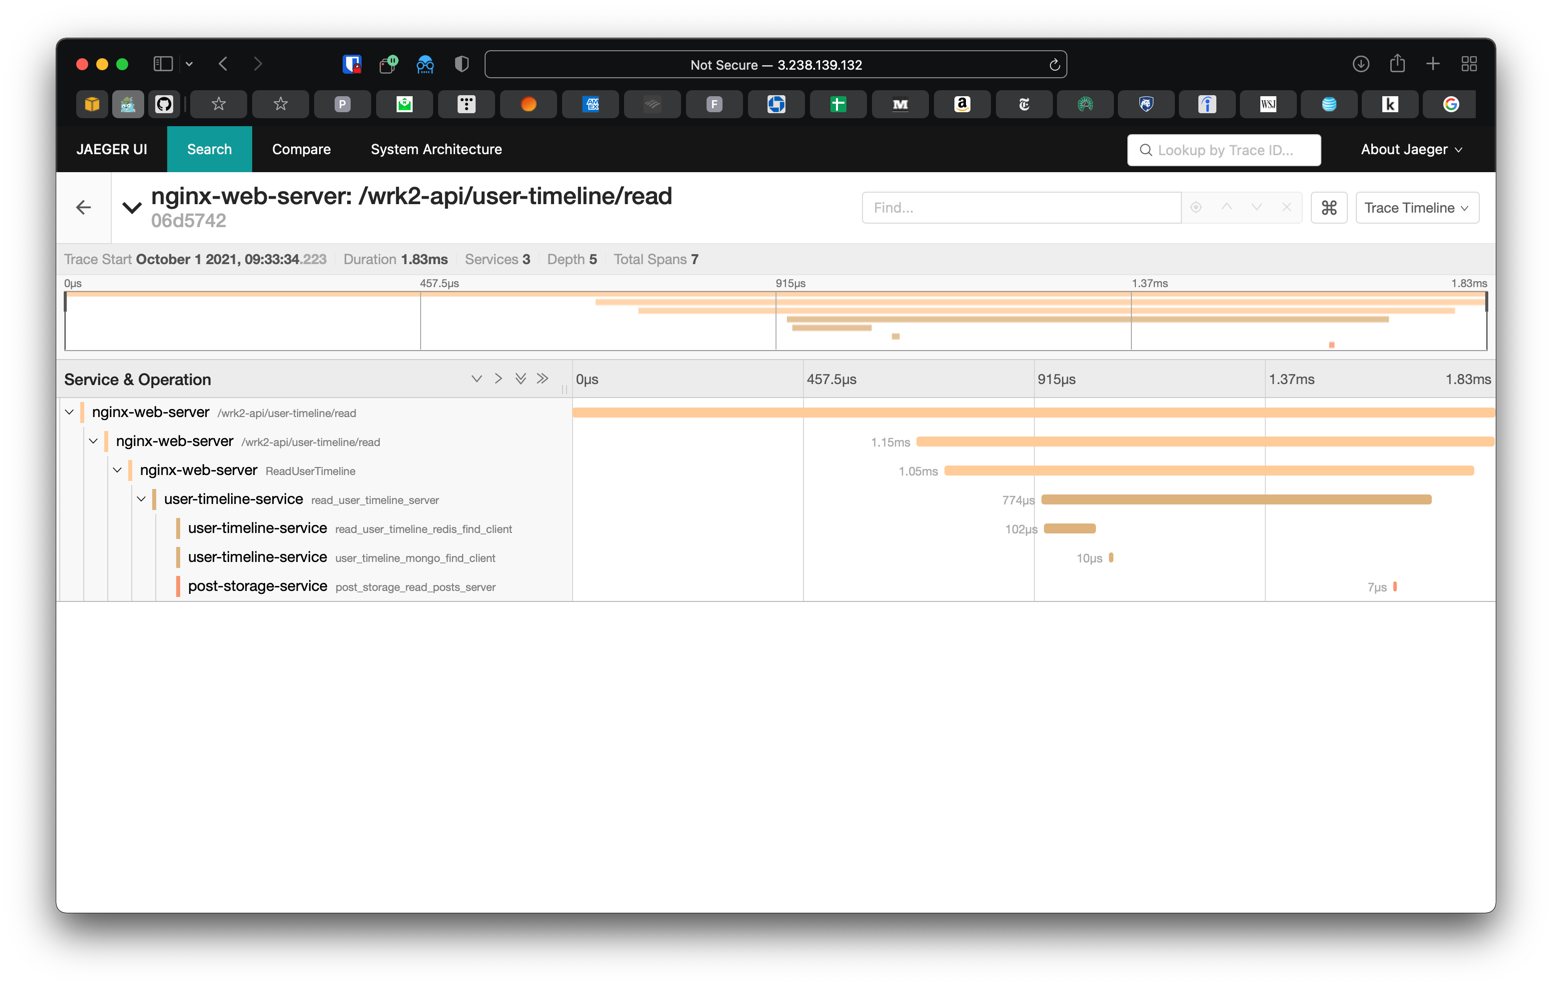 Not Secure — 3.238.139.132
P F M a T WSJ k G
JAEGER UI Search Compare System Architecture Lookup by Trace ID... About Jaeger
nginx-web-server: /wrk2-api/user-timeline/read
06d5742
Find... ⌘ Trace Timeline
Trace Start October 1 2021, 09:33:34.223 Duration 1.83ms Services 3 Depth 5 Total Spans 7
0μs 457.5μs 915μs 1.37ms 1.83ms
Service & Operation 0μs 457.5μs 915μs 1.37ms 1.83ms
nginx-web-server /wrk2-api/user-timeline/read
nginx-web-server /wrk2-api/user-timeline/read 1.15ms
nginx-web-server ReadUserTimeline 1.05ms
user-timeline-service read_user_timeline_server 774μs
user-timeline-service read_user_timeline_redis_find_client 102μs
user-timeline-service user_timeline_mongo_find_client 10μs
post-storage-service post_storage_read_posts_server 7μs